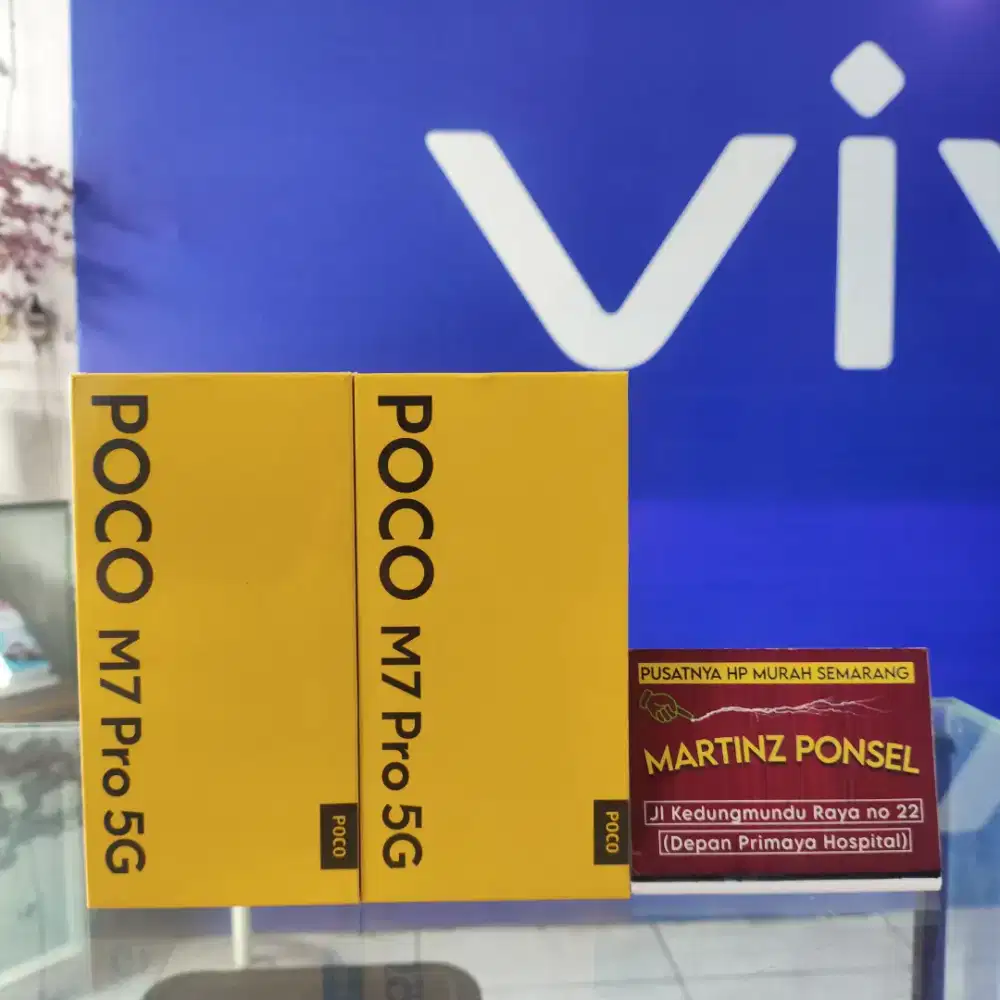 viv
POCO M7 Pro 5G
POCO
POCO M7 Pro 5G
POCO
PUSATNYA HP MURAH SEMARANG
MARTINZ PONSEL
Jl Kedungmundu Raya no 22
(Depan Primaya Hospital)